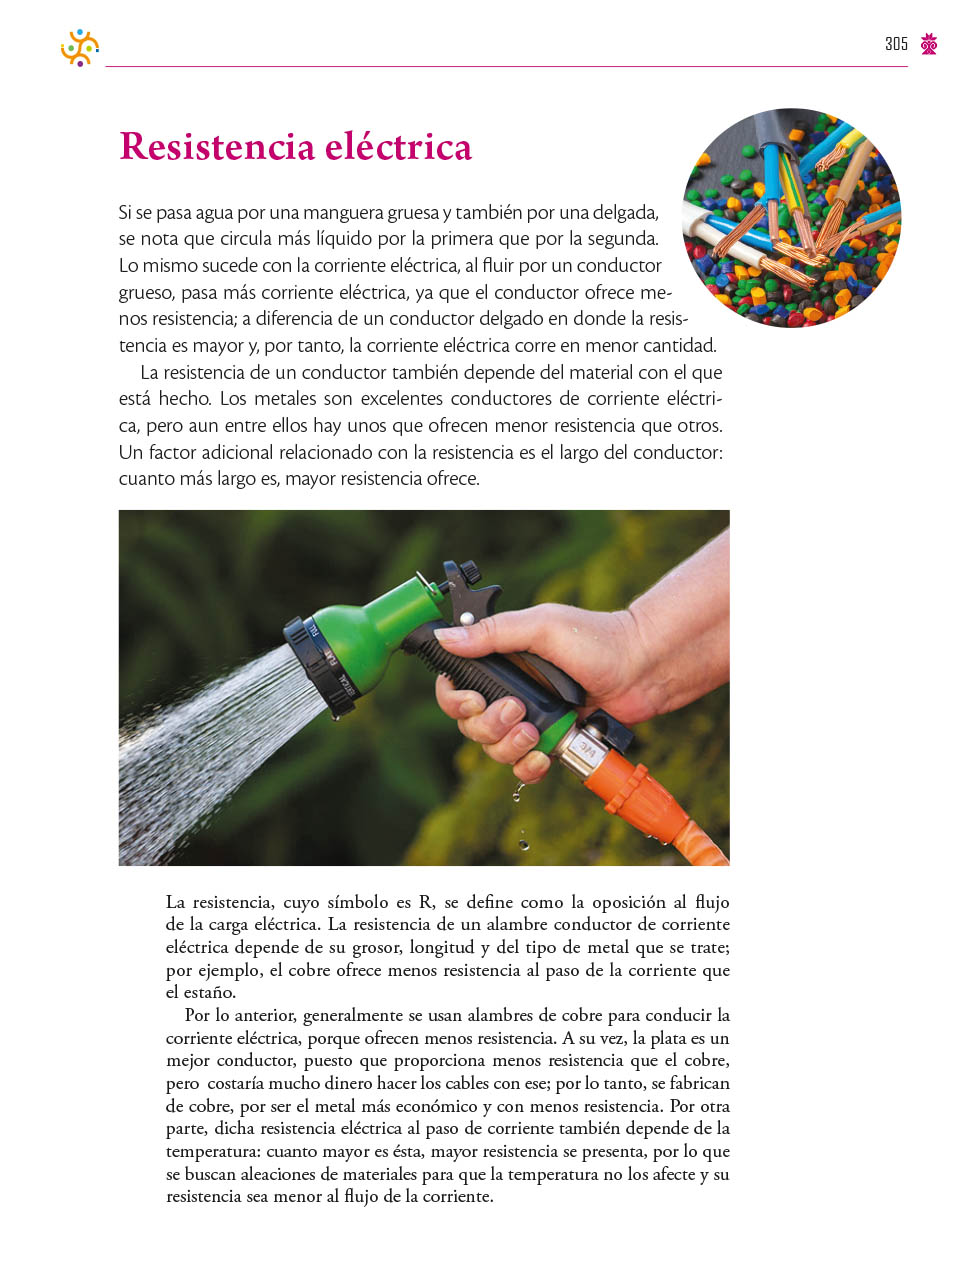 305
Resistencia eléctrica
Si se pasa agua por una manguera gruesa y también por una delgada,
se nota que circula más líquido por la primera que por la segunda.
Lo mismo sucede con la corriente eléctrica, al fluir por un conductor
grueso, pasa más corriente eléctrica, ya que el conductor ofrece me-
nos resistencia; a diferencia de un conductor delgado en donde la resis-
tencia es mayor y, por tanto, la corriente eléctrica corre en menor cantidad.
La resistencia de un conductor también depende del material con el que
está hecho. Los metales son excelentes conductores de corriente eléctri-
ca, pero aun entre ellos hay unos que ofrecen menor resistencia que otros.
Un factor adicional relacionado con la resistencia es el largo del conductor:
cuanto más largo es, mayor resistencia ofrece.
FILL
FLAT
VERTICAL
3/4
La resistencia, cuyo símbolo es R, se define como la oposición al flujo
de la carga eléctrica. La resistencia de un alambre conductor de corriente
eléctrica depende de su grosor, longitud y del tipo de metal que se trate;
por ejemplo, el cobre ofrece menos resistencia al paso de la corriente que
el estaño.
Por lo anterior, generalmente se usan alambres de cobre para conducir la
corriente eléctrica, porque ofrecen menos resistencia. A su vez, la plata es un
mejor conductor, puesto que proporciona menos resistencia que el cobre,
pero costaría mucho dinero hacer los cables con ese; por lo tanto, se fabrican
de cobre, por ser el metal más económico y con menos resistencia. Por otra
parte, dicha resistencia eléctrica al paso de corriente también depende de la
temperatura: cuanto mayor es ésta, mayor resistencia se presenta, por lo que
se buscan aleaciones de materiales para que la temperatura no los afecte y su
resistencia sea menor al flujo de la corriente.